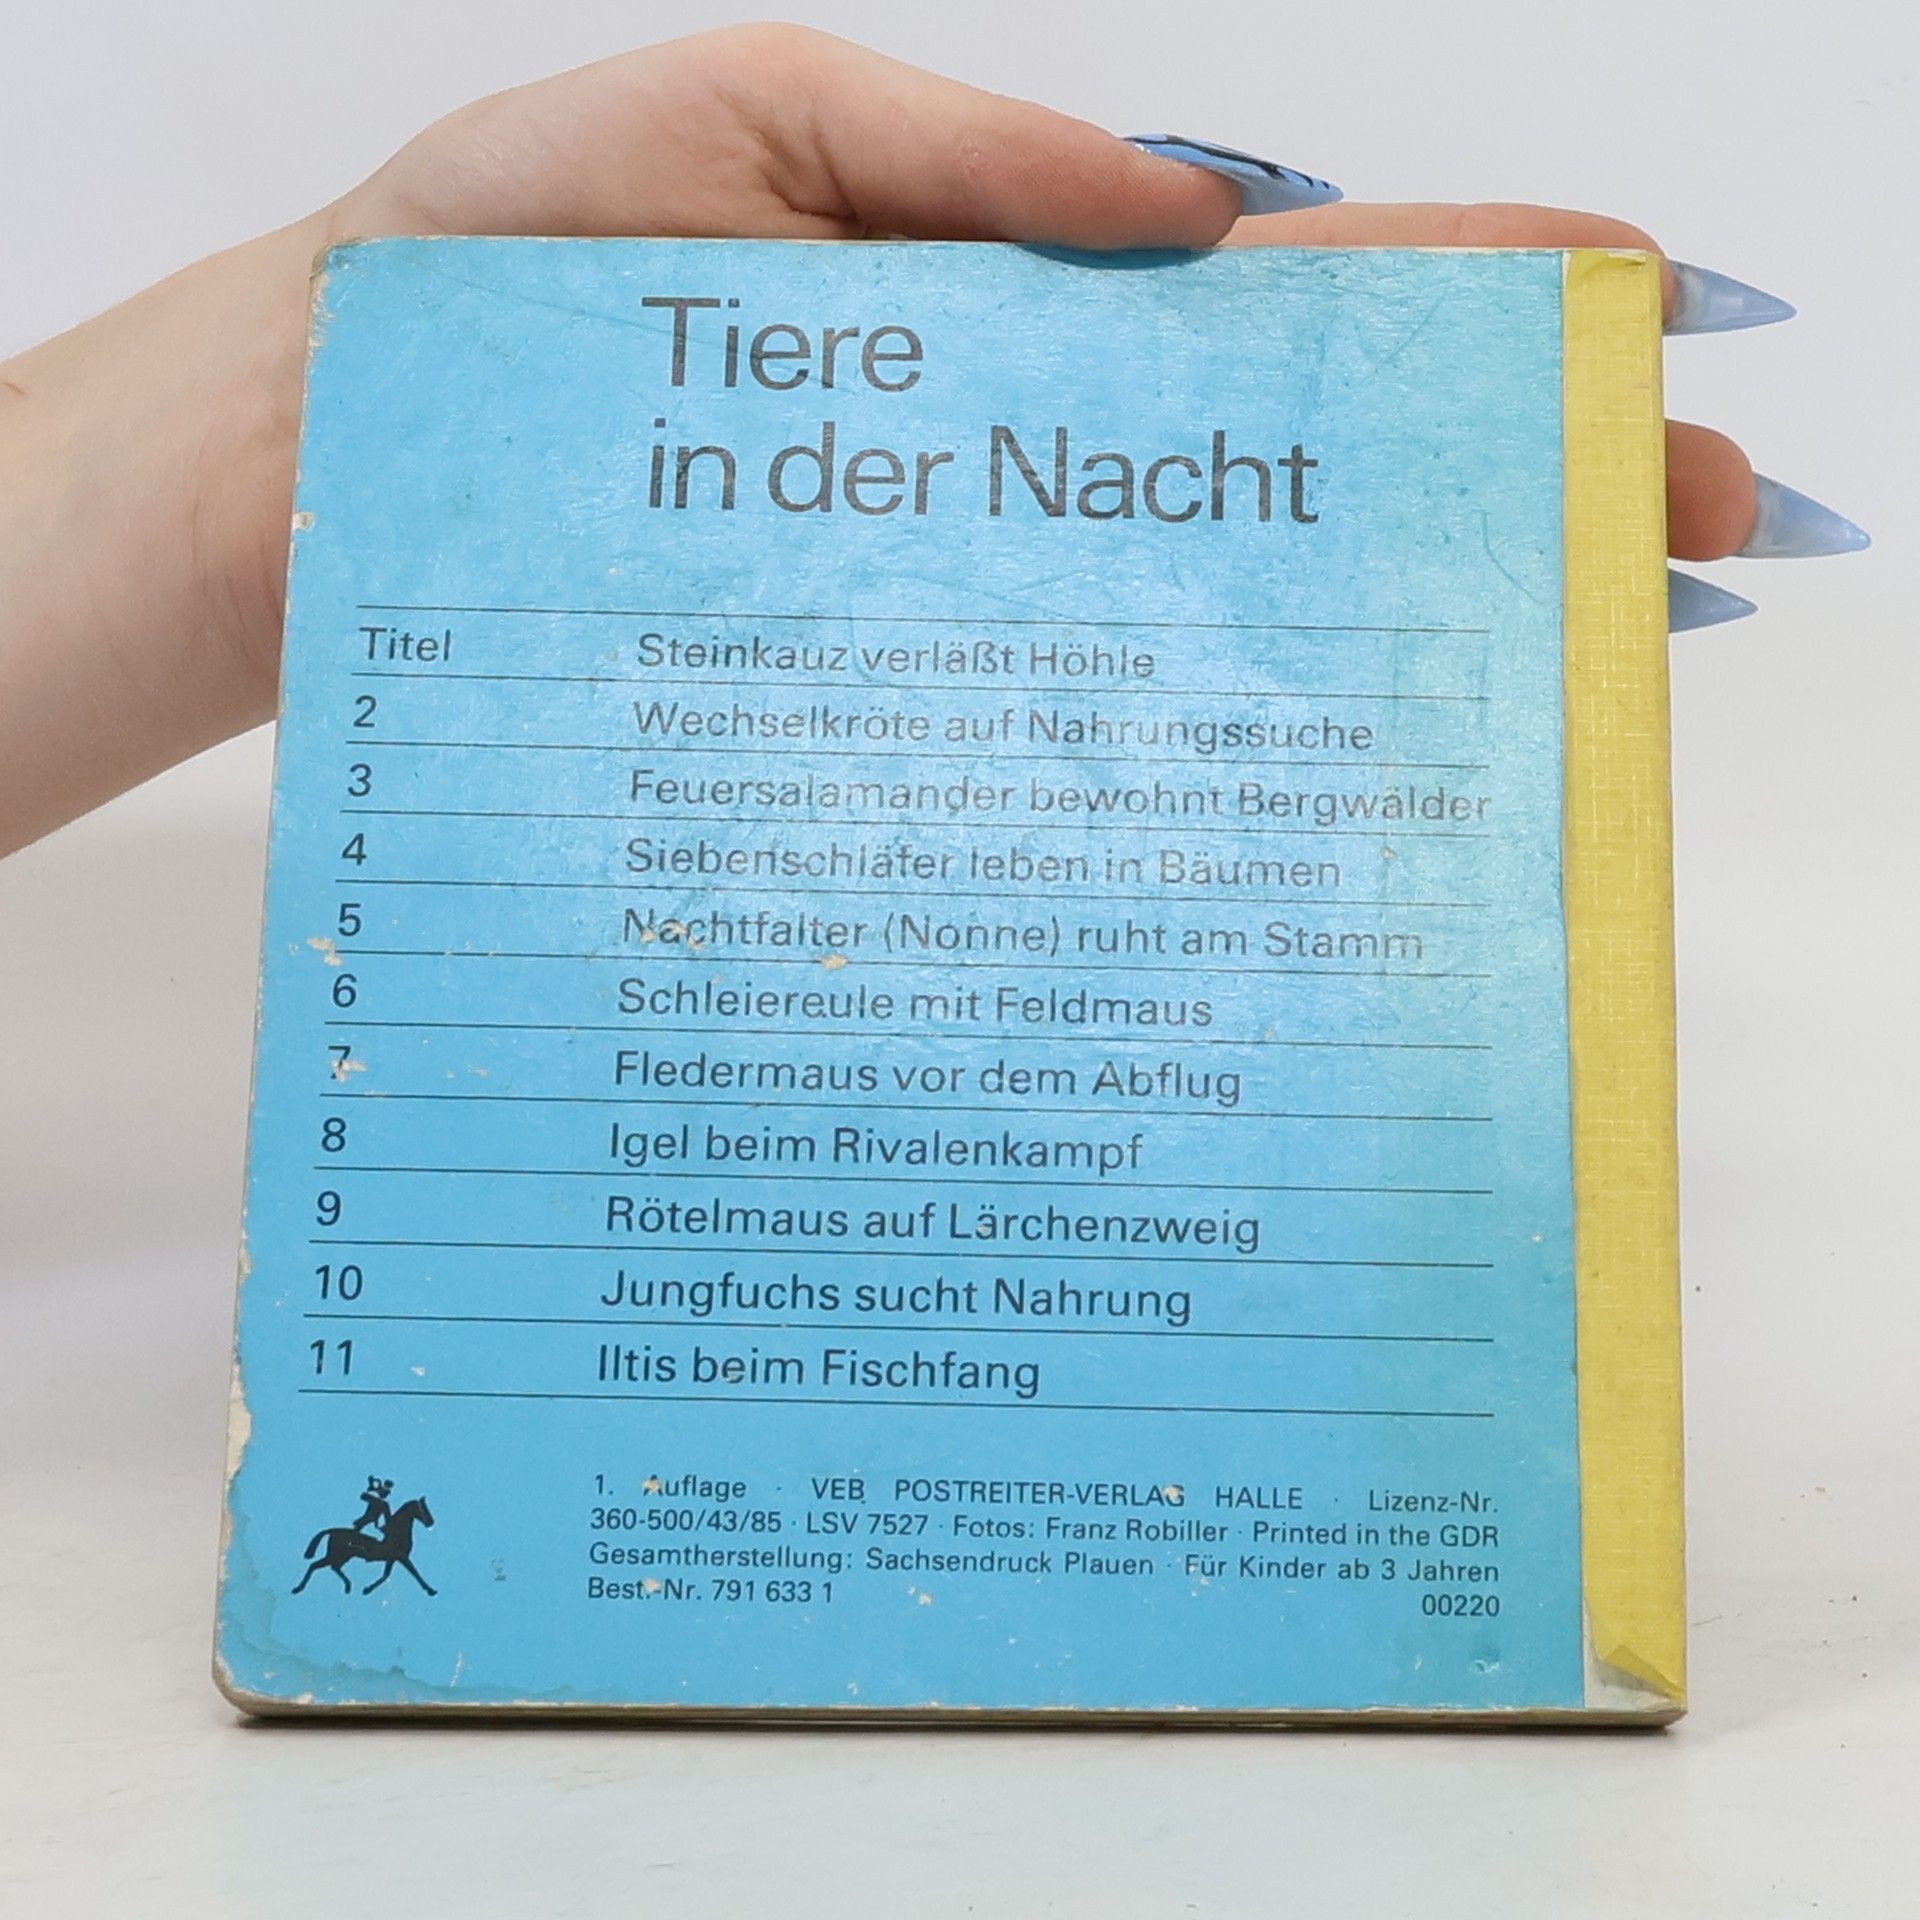 Tiere
in der Nacht
Titel Steinkauz verläßt Höhle
2 Wechselkröte auf Nahrungssuche
3 Feuersalamander bewohnt Bergwälder
4 Siebenschläfer leben in Bäumen
5 Nachtfalter (Nonne) ruht am Stamm
6 Schleiereule mit Feldmaus
7 Fledermaus vor dem Abflug
8 Igel beim Rivalenkampf
9 Rötelmaus auf Lärchenzweig
10 Jungfuchs sucht Nahrung
11 Iltis beim Fischfang
1. Auflage · VEB POSTREITER-VERLAG HALLE · Lizenz-Nr.
360-500/43/85 · LSV 7527 · Fotos: Franz Robiller · Printed in the GDR
Gesamtherstellung: Sachsendruck Plauen · Für Kinder ab 3 Jahren
Best.-Nr. 791 633 1 00220